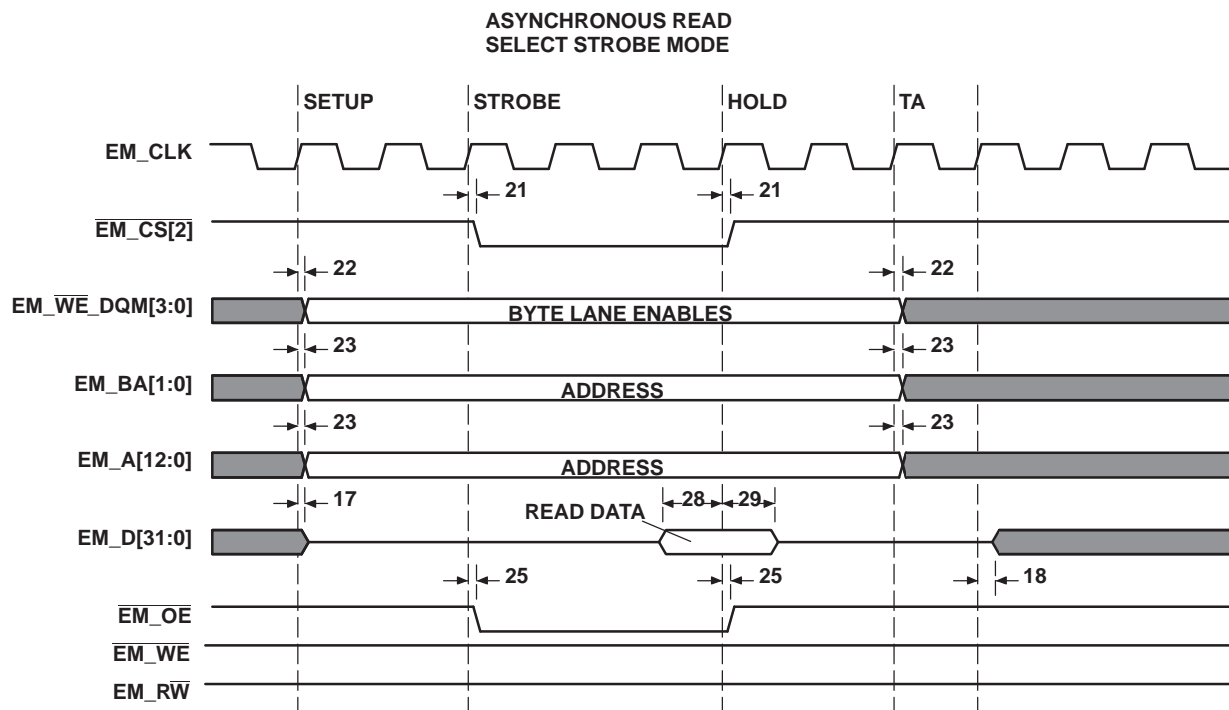 ASYNCHRONOUS READ
SELECT STROBE MODE
SETUP STROBE HOLD TA
EM_CLK
21 21
EM_CS[2]
22 22
EM_WE_DQM[3:0] BYTE LANE ENABLES
23 23
EM_BA[1:0] ADDRESS
23 23
EM_A[12:0] ADDRESS
17 28 29
READ DATA
EM_D[31:0]
25 25 18
EM_OE
EM_WE
EM_RW